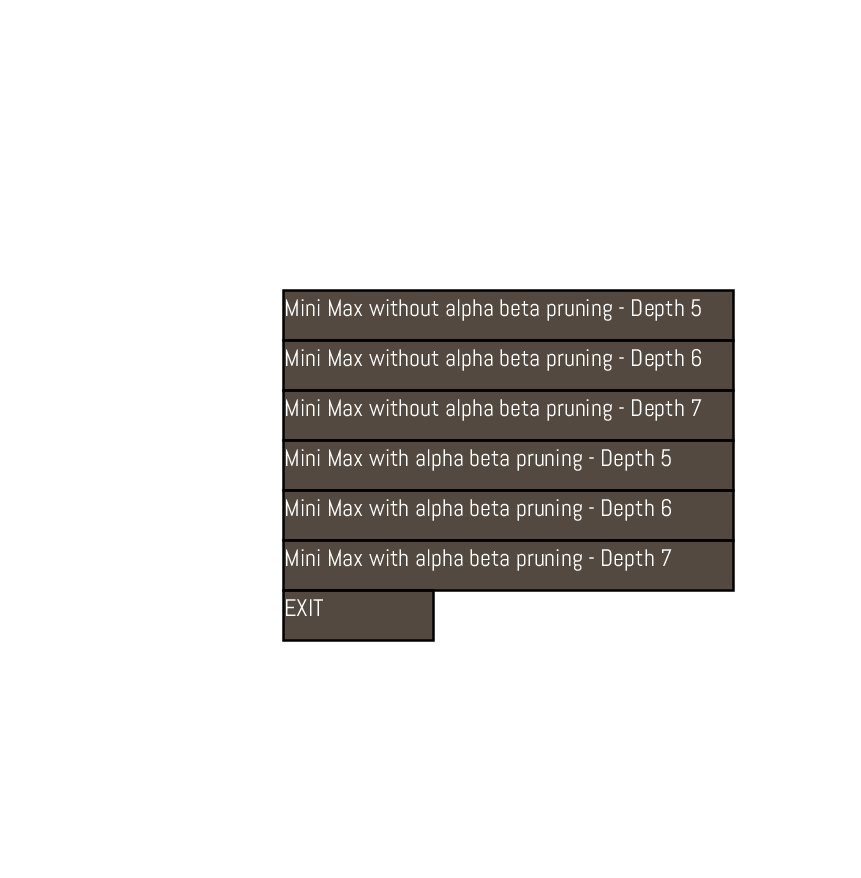 Mini Max without alpha beta pruning - Depth 5
Mini Max without alpha beta pruning - Depth 6
Mini Max without alpha beta pruning - Depth 7
Mini Max with alpha beta pruning - Depth 5
Mini Max with alpha beta pruning - Depth 6
Mini Max with alpha beta pruning - Depth 7
EXIT